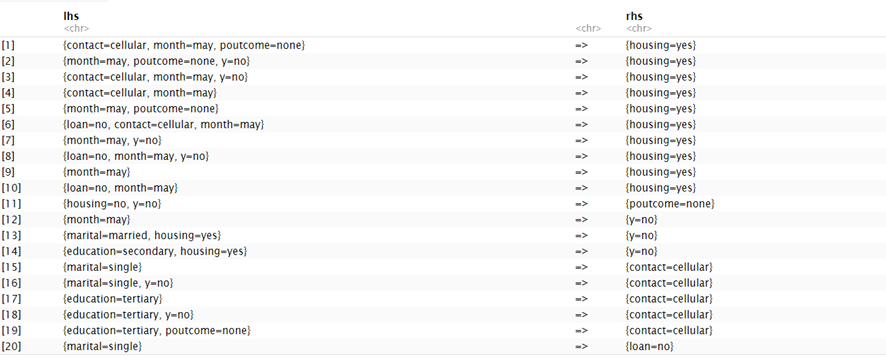 lhs rhs
<chr> <chr> <chr>
[1] {contact=cellular, month=may, poutcome=none} => {housing=yes}
[2] {month=may, poutcome=none, y=no} => {housing=yes}
[3] {contact=cellular, month=may, y=no} => {housing=yes}
[4] {contact=cellular, month=may} => {housing=yes}
[5] {month=may, poutcome=none} => {housing=yes}
[6] {loan=no, contact=cellular, month=may} => {housing=yes}
[7] {month=may, y=no} => {housing=yes}
[8] {loan=no, month=may, y=no} => {housing=yes}
[9] {month=may} => {housing=yes}
[10] {loan=no, month=may} => {housing=yes}
[11] {housing=no, y=no} => {poutcome=none}
[12] {month=may} => {y=no}
[13] {marital=married, housing=yes} => {y=no}
[14] {education=secondary, housing=yes} => {y=no}
[15] {marital=single} => {contact=cellular}
[16] {marital=single, y=no} => {contact=cellular}
[17] {education=tertiary} => {contact=cellular}
[18] {education=tertiary, y=no} => {contact=cellular}
[19] {education=tertiary, poutcome=none} => {contact=cellular}
[20] {marital=single} => {loan=no}